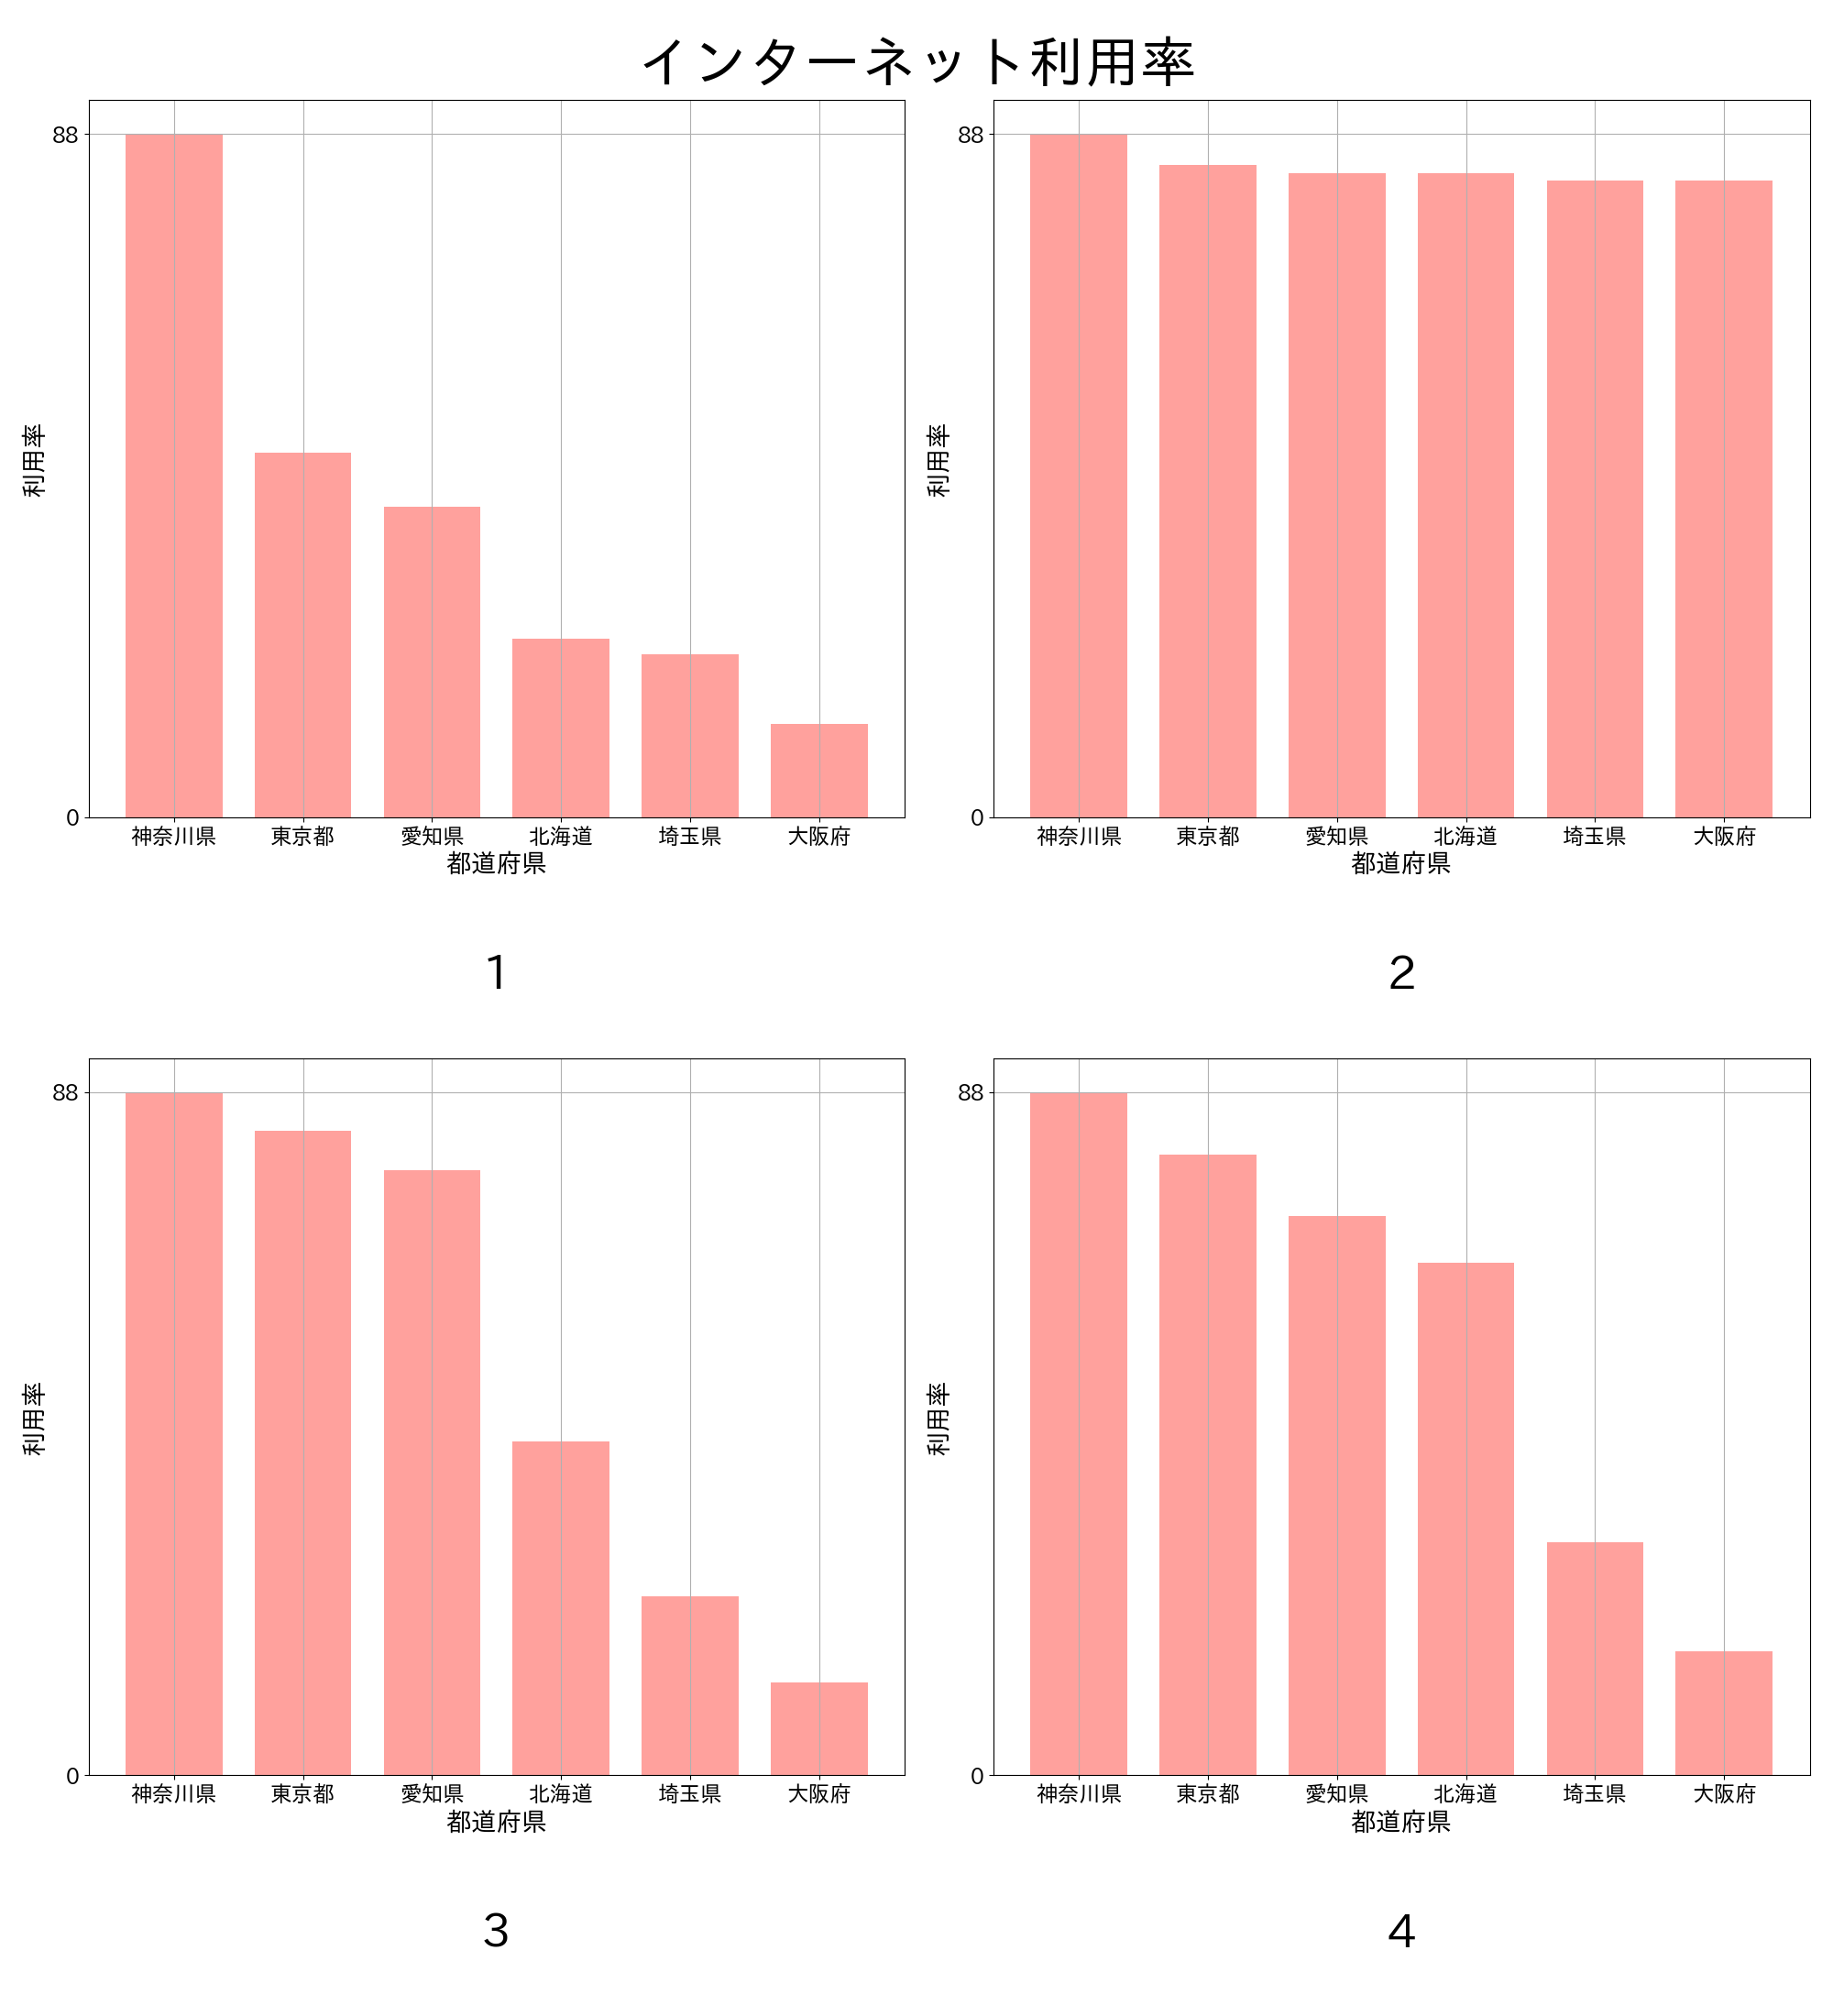 インターネット利用率
88
0
利用率
神奈川県 東京都 愛知県 北海道 埼玉県 大阪府
都道府県
1
88
0
利用率
神奈川県 東京都 愛知県 北海道 埼玉県 大阪府
都道府県
2
88
0
利用率
神奈川県 東京都 愛知県 北海道 埼玉県 大阪府
都道府県
3
88
0
利用率
神奈川県 東京都 愛知県 北海道 埼玉県 大阪府
都道府県
4